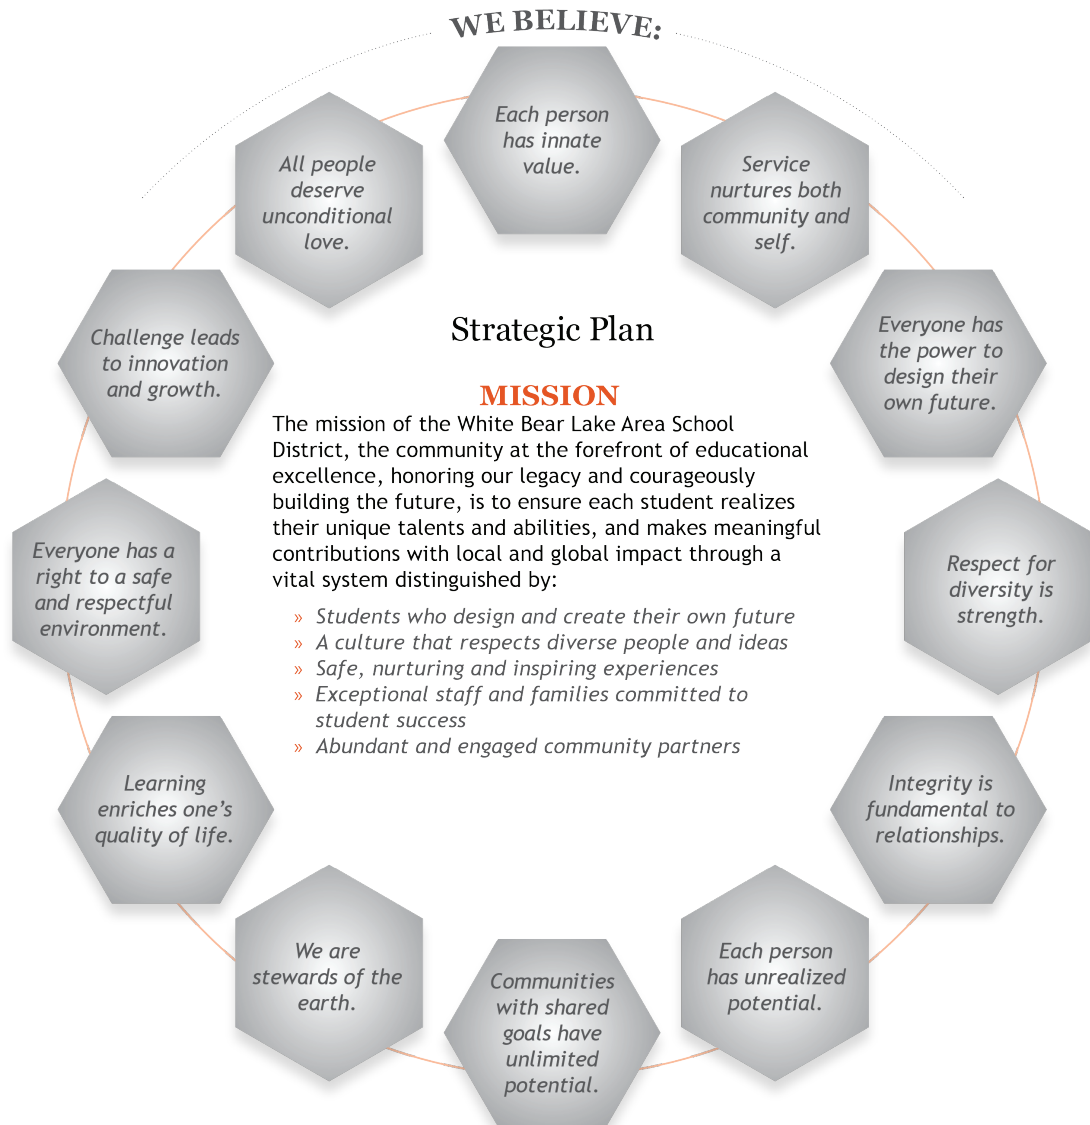 WE BELIEVE:
Each person
has innate
value.
Service
nurtures both
community and
self.
Everyone has
the power to
design their
own future.
Respect for
diversity is
strength.
Integrity is
fundamental to
relationships.
Each person
has unrealized
potential.
Communities
with shared
goals have
unlimited
potential.
We are
stewards of the
earth.
Learning
enriches one’s
quality of life.
Everyone has a
right to a safe
and respectful
environment.
Challenge leads
to innovation
and growth.
All people
deserve
unconditional
love.
Strategic Plan
MISSION
The mission of the White Bear Lake Area School
District, the community at the forefront of educational
excellence, honoring our legacy and courageously
building the future, is to ensure each student realizes
their unique talents and abilities, and makes meaningful
contributions with local and global impact through a
vital system distinguished by:
» Students who design and create their own future
» A culture that respects diverse people and ideas
» Safe, nurturing and inspiring experiences
» Exceptional staff and families committed to
student success
» Abundant and engaged community partners